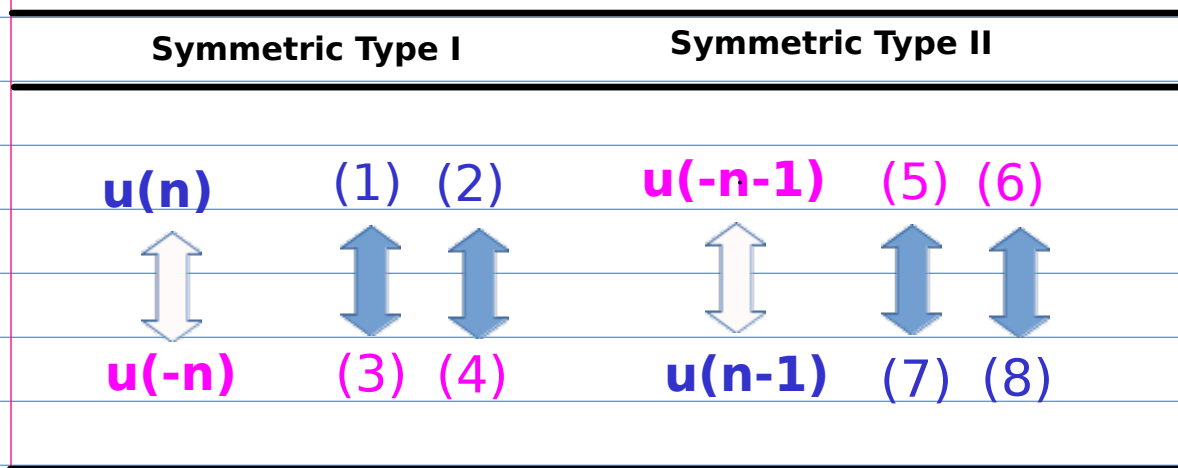 Symmetric Type I Symmetric Type II
u(n) (1) (2) u(-n-1) (5) (6)
u(-n) (3) (4) u(n-1) (7) (8)